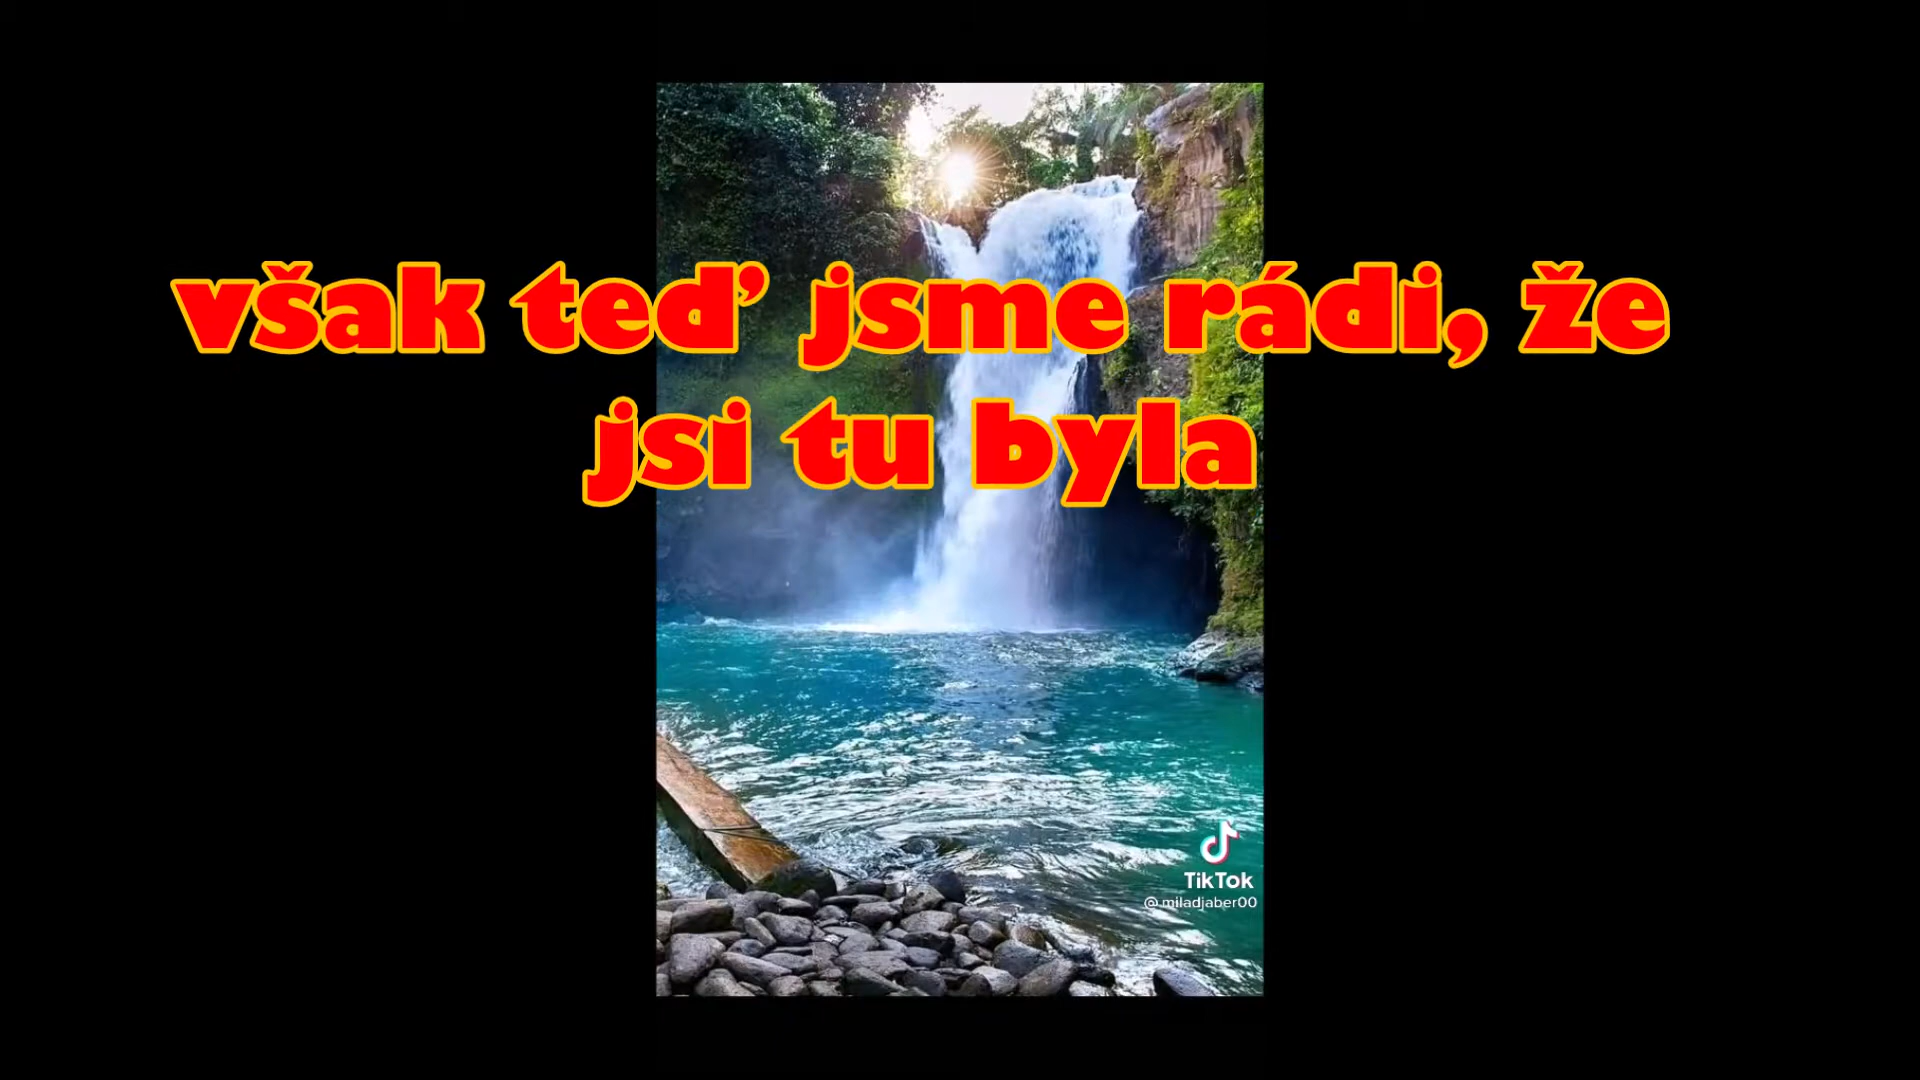 však teď jsme rádi, že
jsi tu byla
TikTok
@miladjaber00